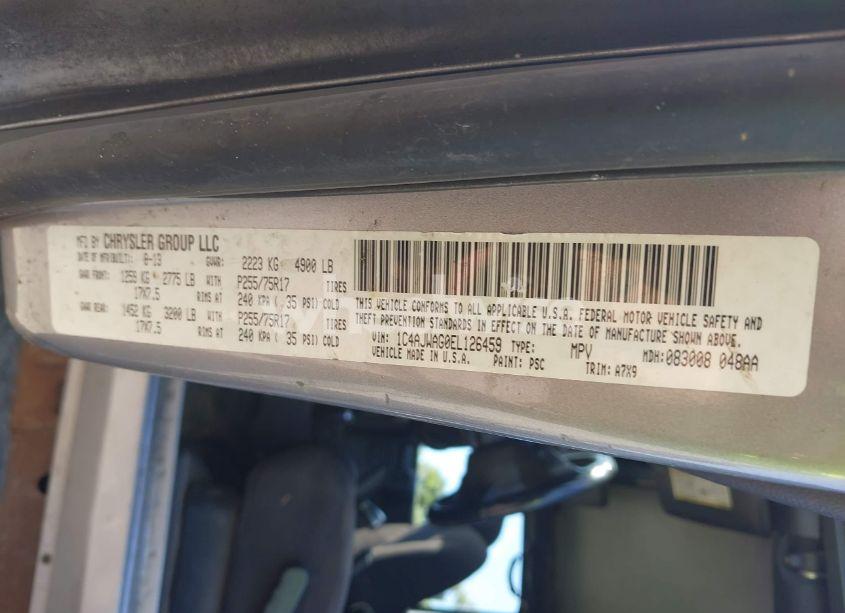 MFD BY CHRYSLER GROUP LLC
DATE OF MFR(BUILT): 8-13 GVWR: 2223 KG 4900 LB
GAWR FRONT: 1259 KG 2775 LB WITH P255/75R17 TIRES
17X7.5 RIMS AT 240 KPA ( 35 PSI) COLD
GAWR REAR: 1452 KG 3200 LB WITH P255/75R17 TIRES
17X7.5 RIMS AT 240 KPA ( 35 PSI) COLD
THIS VEHICLE CONFORMS TO ALL APPLICABLE U.S.A. FEDERAL MOTOR VEHICLE SAFETY AND
THEFT PREVENTION STANDARDS IN EFFECT ON THE DATE OF MANUFACTURE SHOWN ABOVE.
VIN: 1C4AJWAG0EL126459 TYPE: MPV MDH: 083008 048AA
VEHICLE MADE IN U.S.A. PAINT: PSC TRIM: A7X9